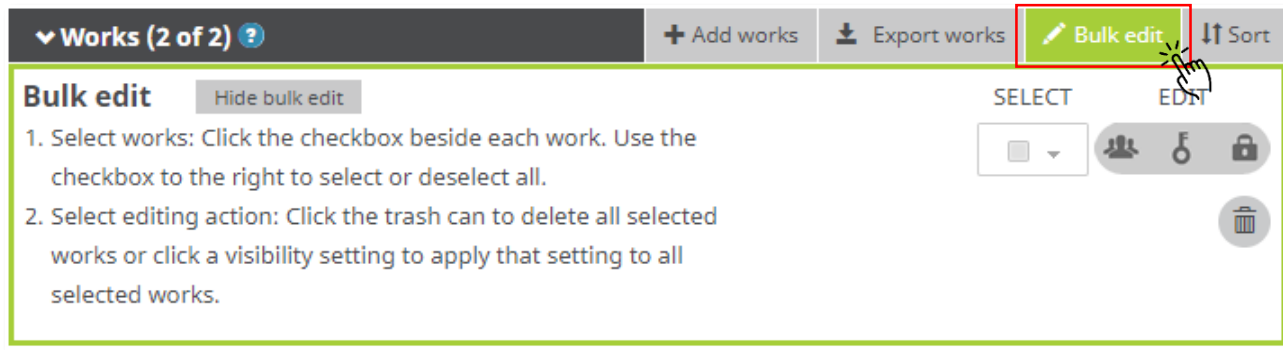 Works (2 of 2) ? Add works Export works Bulk edit Sort
Bulk edit Hide bulk edit SELECT EDIT
1. Select works: Click the checkbox beside each work. Use the
checkbox to the right to select or deselect all.
2. Select editing action: Click the trash can to delete all selected
works or click a visibility setting to apply that setting to all
selected works.